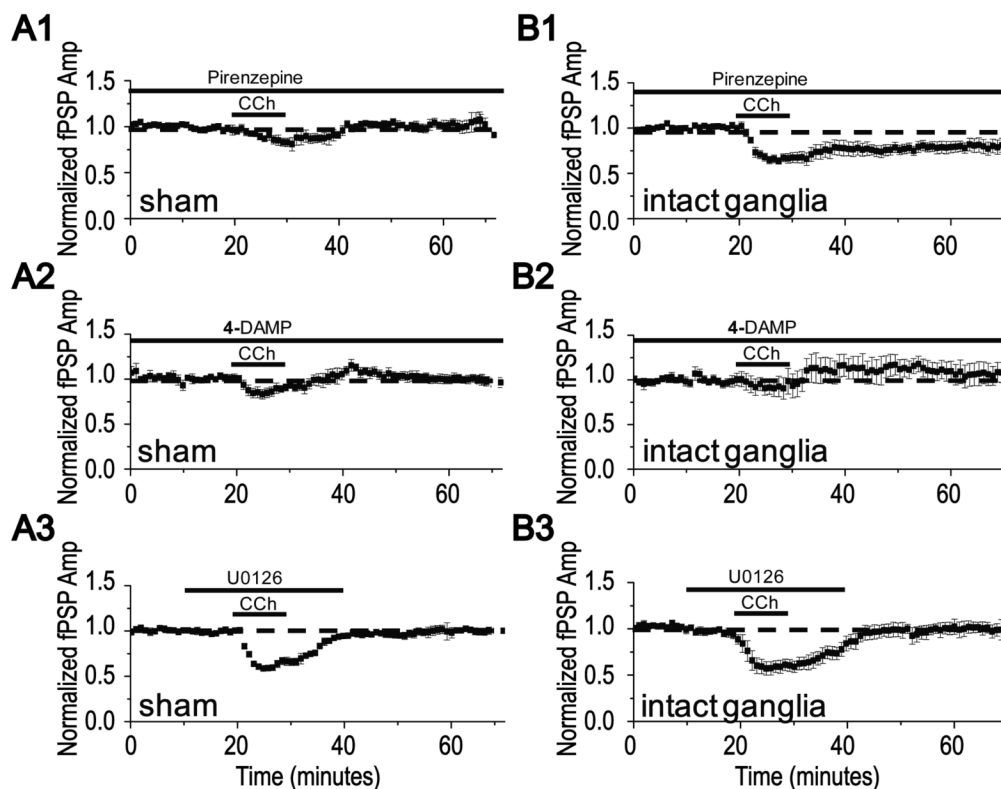 A1
Normalized fPSP Amp
1.5
1.0
0.5
0.0
Pirenzepine
CCh
sham
0 20 40 60
B1
Normalized fPSP Amp
1.5
1.0
0.5
0.0
Pirenzepine
CCh
intact ganglia
0 20 40 60
A2
Normalized fPSP Amp
1.5
1.0
0.5
0.0
4-DAMP
CCh
sham
0 20 40 60
B2
Normalized fPSP Amp
1.5
1.0
0.5
0.0
4-DAMP
CCh
intact ganglia
0 20 40 60
A3
Normalized fPSP Amp
1.5
1.0
0.5
0.0
U0126
CCh
sham
0 20 40 60
Time (minutes)
B3
Normalized fPSP Amp
1.5
1.0
0.5
0.0
U0126
CCh
intact ganglia
0 20 40 60
Time (minutes)